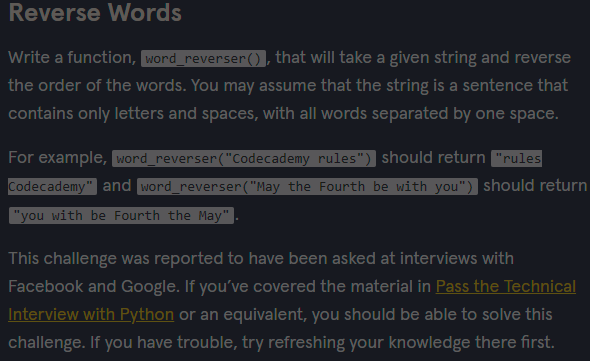 Reverse Words
Write a function, word_reverser(), that will take a given string and reverse
the order of the words. You may assume that the string is a sentence that
contains only letters and spaces, with all words separated by one space.
For example, word_reverser("Codecademy rules") should return "rules
Codecademy" and word_reverser("May the Fourth be with you") should return
"you with be Fourth the May".
This challenge was reported to have been asked at interviews with
Facebook and Google. If you’ve covered the material in Pass the Technical
Interview with Python or an equivalent, you should be able to solve this
challenge. If you have trouble, try refreshing your knowledge there first.